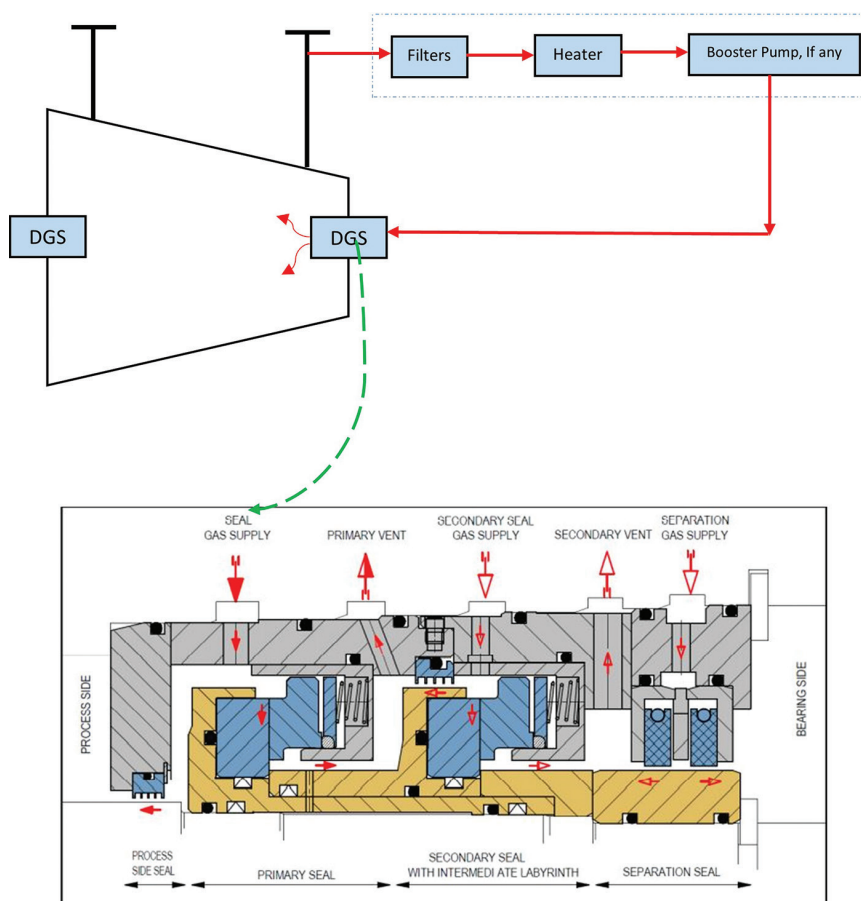 Filters
Heater
Booster Pump, If any
DGS
DGS
SEAL
GAS SUPPLY
PRIMARY VENT
SECONDARY SEAL
GAS SUPPLY
SECONDARY VENT
SEPARATION
GAS SUPPLY
PROCESS SIDE
BEARING SIDE
PROCESS
SIDE SEAL
PRIMARY SEAL
SECONDARY SEAL
WITH INTERMEDI ATE LABYRINTH
SEPARATION SEAL